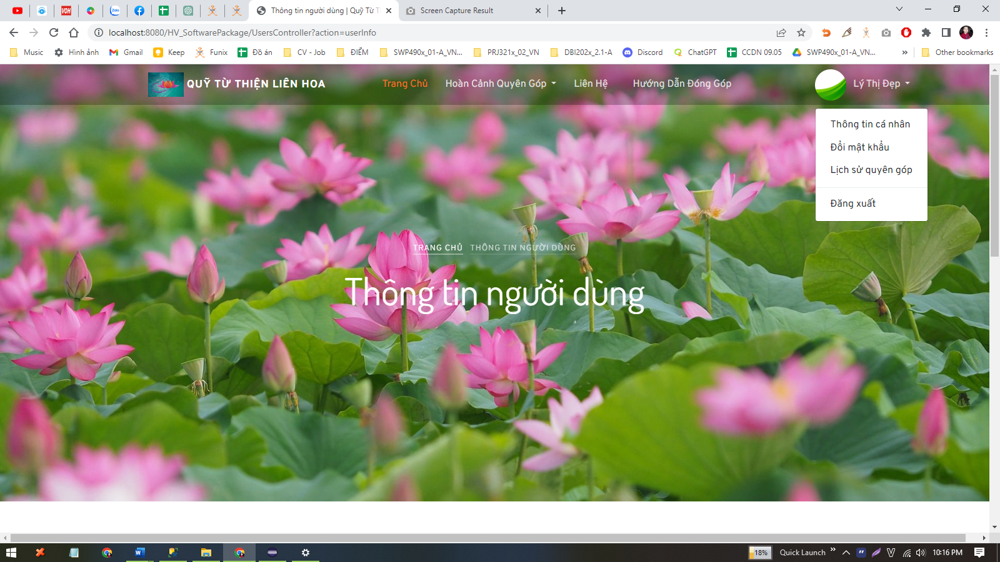 VOH
Zalo
Thông tin người dùng | Quỹ Từ T
Screen Capture Result
localhost:8080/HV_SoftwarePackage/UsersController?action=userInfo
Music
Hình ảnh
Gmail
Keep
Funix
Đồ án
CV - Job
ĐIỂM
SWP490x_01-A_VN...
PRJ321x_02_VN
DBI202x_2.1-A
Discord
ChatGPT
CCDN 09.05
SWP490x_01-A_VN...
»
Other bookmarks
QUỸ TỪ THIỆN LIÊN HOA
Trang Chủ
Hoàn Cảnh Quyên Góp
Liên Hệ
Hướng Dẫn Đóng Góp
Lý Thị Đẹp
Thông tin cá nhân
Đổi mật khẩu
Lịch sử quyên góp
Đăng xuất
TRANG CHỦ THÔNG TIN NGƯỜI DÙNG
Thông tin người dùng
18%
Quick Launch
»
10:16 PM